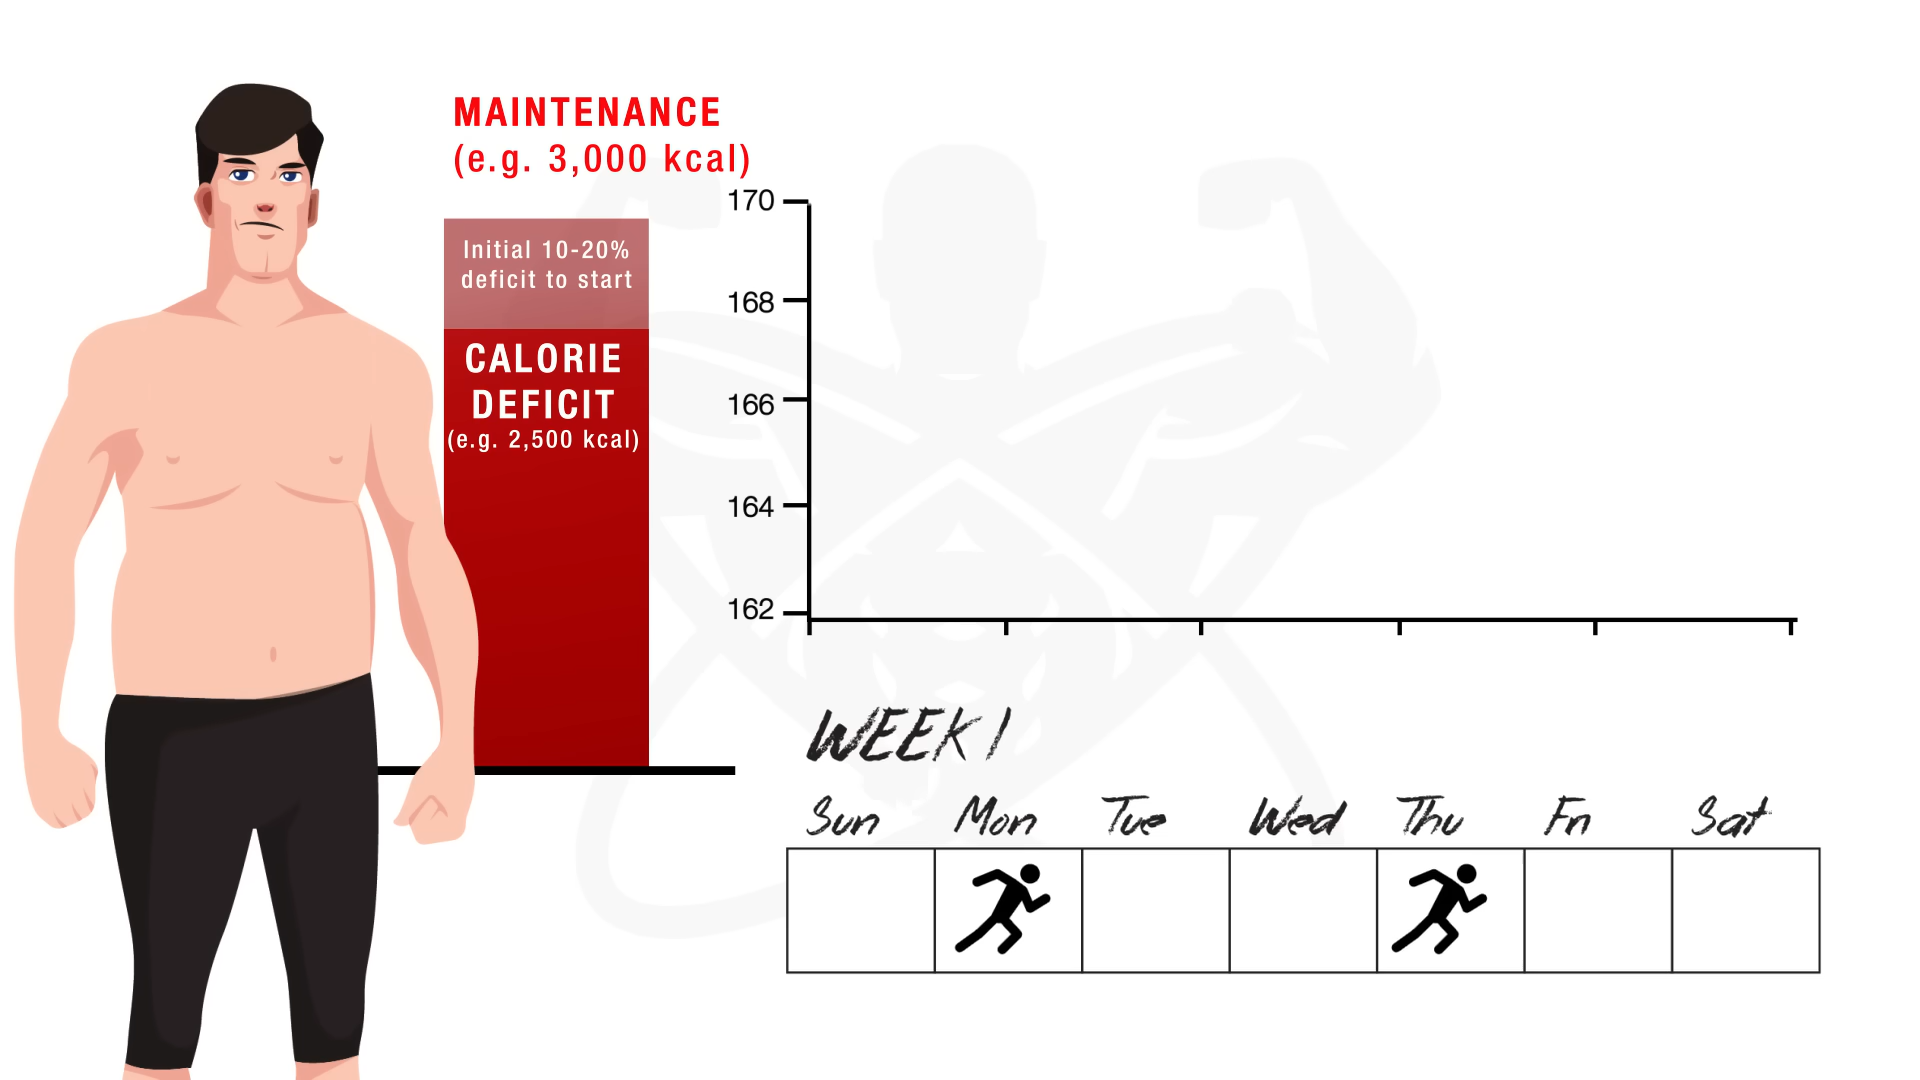 MAINTENANCE
(e.g. 3,000 kcal)
Initial 10-20%
deficit to start
CALORIE
DEFICIT
(e.g. 2,500 kcal)
170
168
166
164
162
WEEK 1
Sun Mon Tue Wed Thu Fri Sat